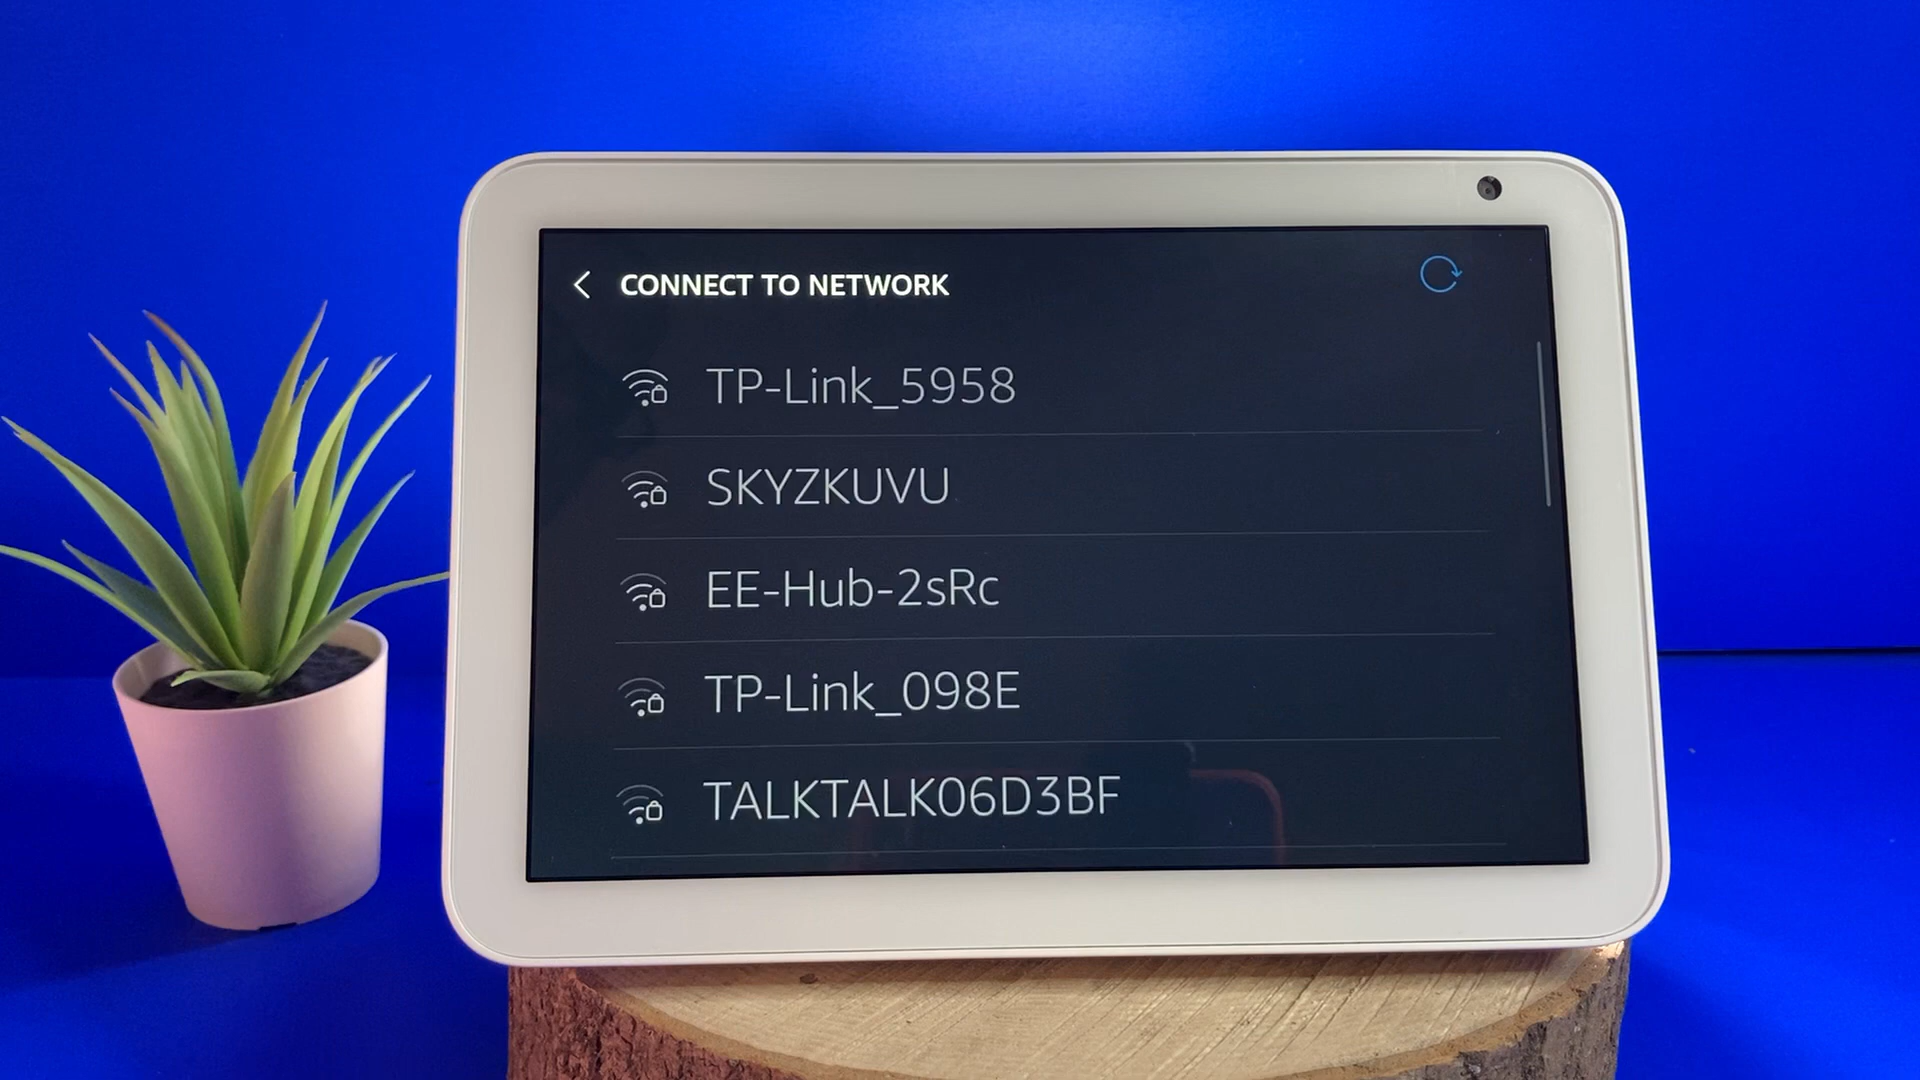 CONNECT TO NETWORK
TP-Link_5958
SKYZKUVU
EE-Hub-2sRc
TP-Link_098E
TALKTALK06D3BF